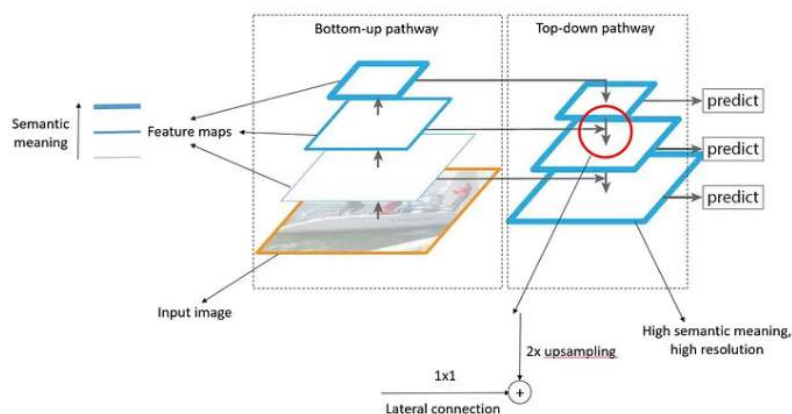 Bottom-up pathway
Top-down pathway
Semantic
meaning
Feature maps
predict
predict
predict
Input image
High semantic meaning,
high resolution
2x upsampling
1x1
+
Lateral connection